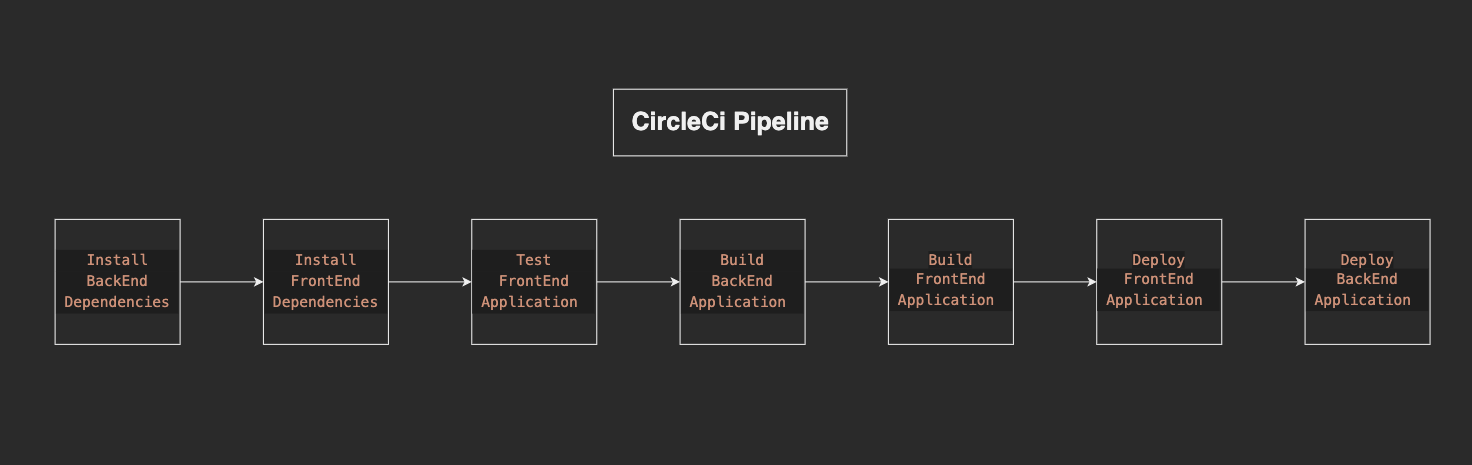 CircleCi Pipeline
Install
BackEnd
Dependencies
Install
FrontEnd
Dependencies
Test
FrontEnd
Application
Build
BackEnd
Application
Build
FrontEnd
Application
Deploy
FrontEnd
Application
Deploy
BackEnd
Application